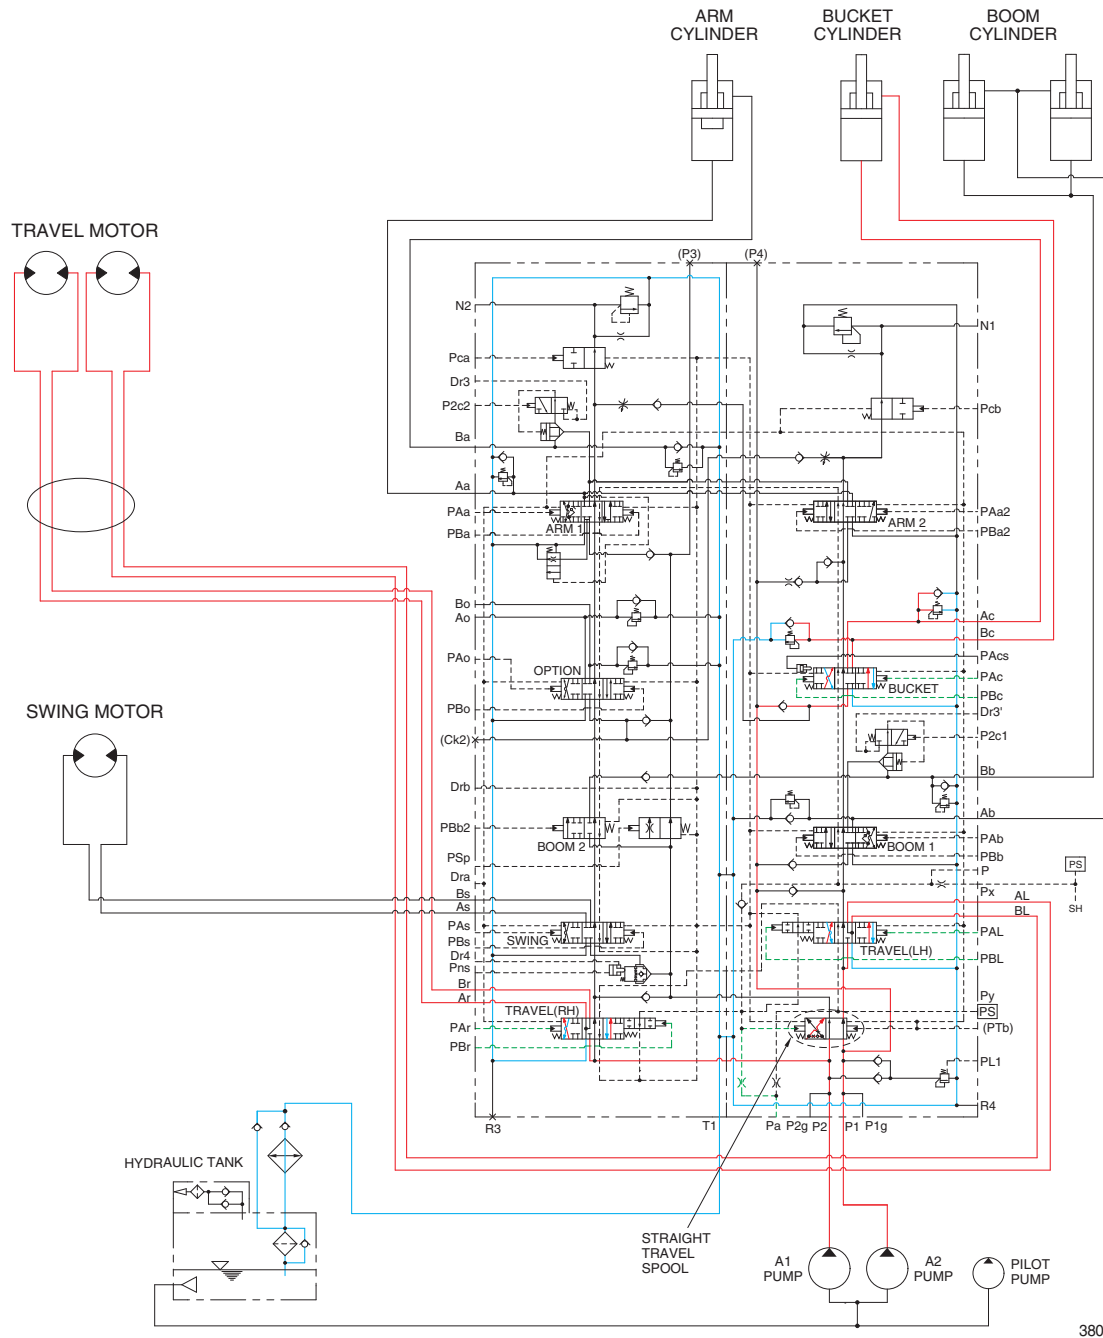 ARM
CYLINDER
BUCKET
CYLINDER
BOOM
CYLINDER
TRAVEL MOTOR
(P3)
(P4)
N2
N1
Pca
Dr3
P2c2
Pcb
Ba
Aa
PAa
PBa
ARM 1
ARM 2
PAa2
PBa2
Bo
Ao
Ac
Bc
PAo
OPTION
PAcs
PAc
BUCKET
PBo
PBc
SWING MOTOR
Dr3'
(Ck2)
P2c1
Bb
Drb
Ab
PBb2
BOOM 2
BOOM 1
PAb
PBb
PSp
Dra
P
PS
Px
Bs
As
AL
BL
SH
PAs
PBs
SWING
PAL
TRAVEL(LH)
PBL
Dr4
Pns
Br
Ar
Py
PS
TRAVEL(RH)
PAr
(PTb)
PBr
PL1
R4
R3
T1
Pa
P2g
P2
P1
P1g
HYDRAULIC TANK
STRAIGHT
TRAVEL
SPOOL
A1
PUMP
A2
PUMP
PILOT
PUMP
380